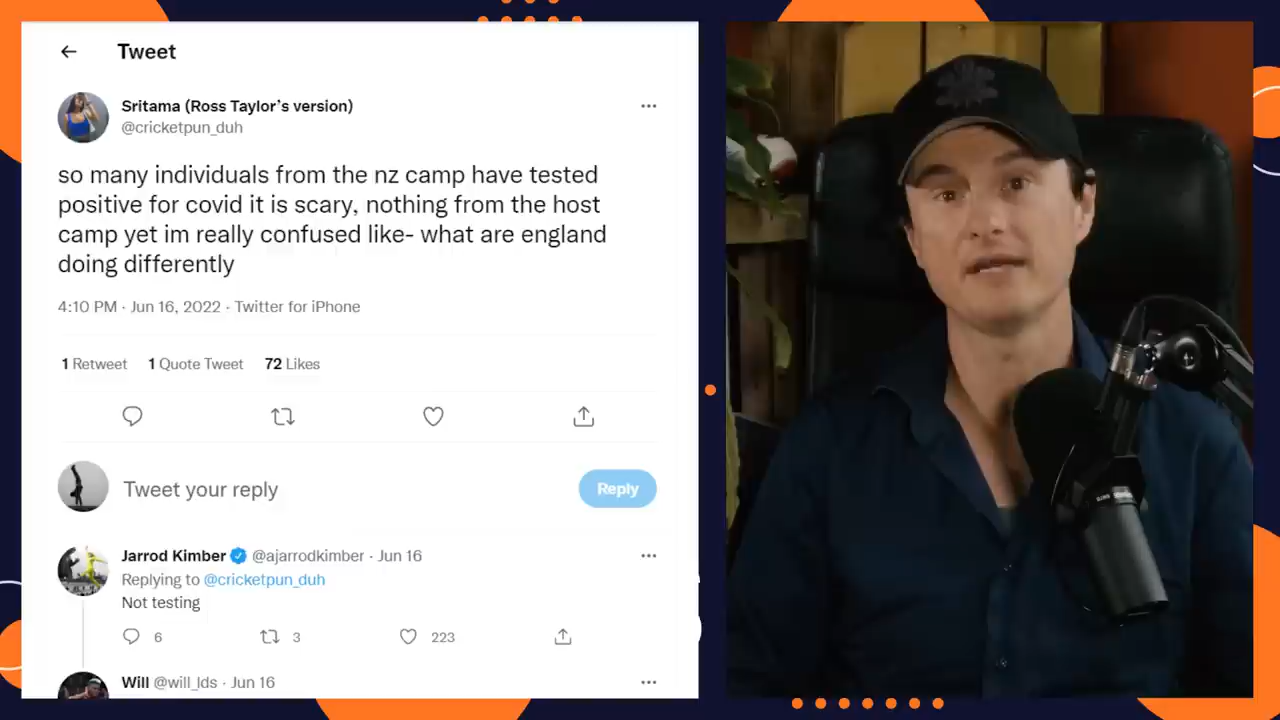 Tweet
Sritama (Ross Taylor's version)
@cricketpun_duh
so many individuals from the nz camp have tested
positive for covid it is scary, nothing from the host
camp yet im really confused like- what are england
doing differently
4:10 PM · Jun 16, 2022 · Twitter for iPhone
1 Retweet 1 Quote Tweet 72 Likes
Tweet your reply
Reply
Jarrod Kimber @ajarrodkimber · Jun 16
Replying to @cricketpun_duh
Not testing
6 3 223
Will @will_lds · Jun 16